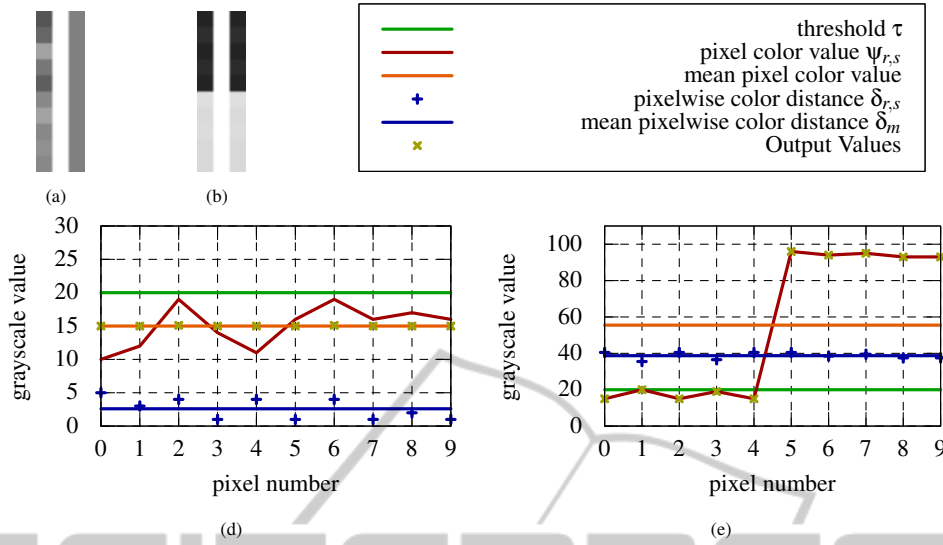 threshold τ
pixel color value ψr,s
mean pixel color value
pixelwise color distance δr,s
mean pixelwise color distance δm
Output Values
(a)
(b)
30
25
20
15
10
5
0
grayscale value
0 1 2 3 4 5 6 7 8 9
pixel number
(d)
100
80
60
40
20
0
grayscale value
0 1 2 3 4 5 6 7 8 9
pixel number
(e)